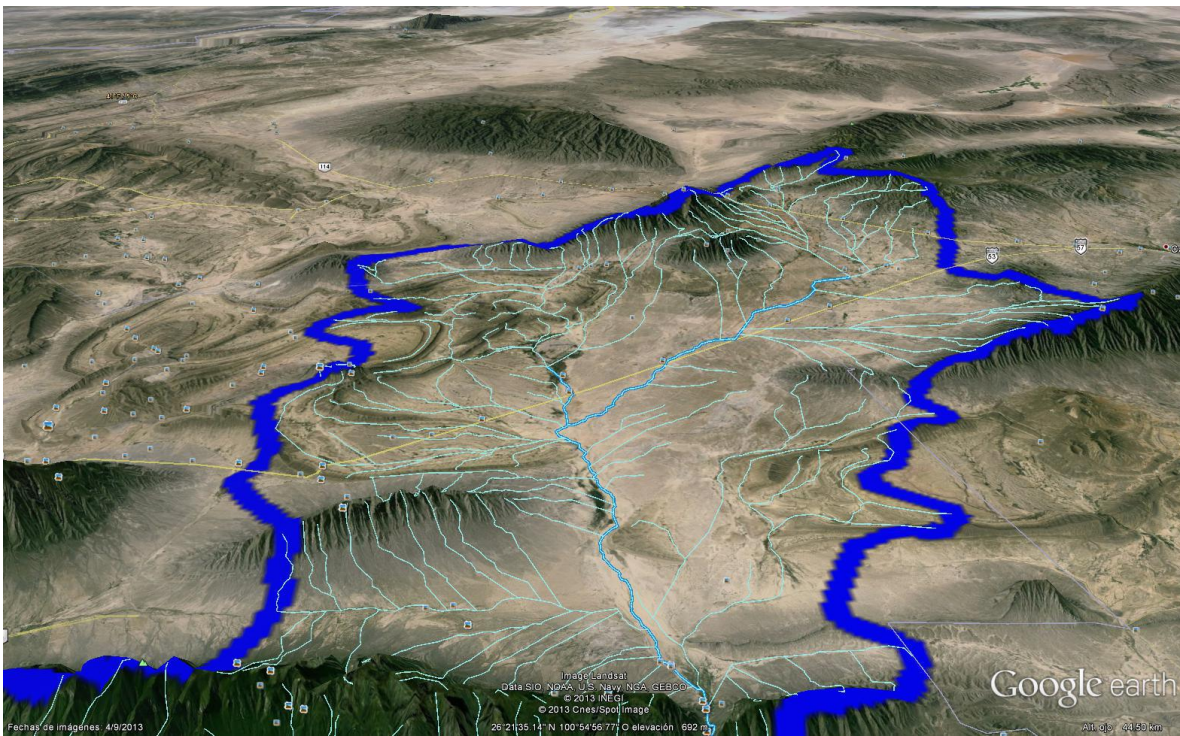 114
57
53
Image Landsat
Data SIO, NOAA, U.S. Navy, NGA, GEBCO
© 2013 INEGI
© 2013 Cnes/Spot Image
Google earth
Fechas de imágenes: 4/9/2013
26°21'35.14" N 100°54'56.77" O elevación 692 m
Alt. ojo 44.50 km